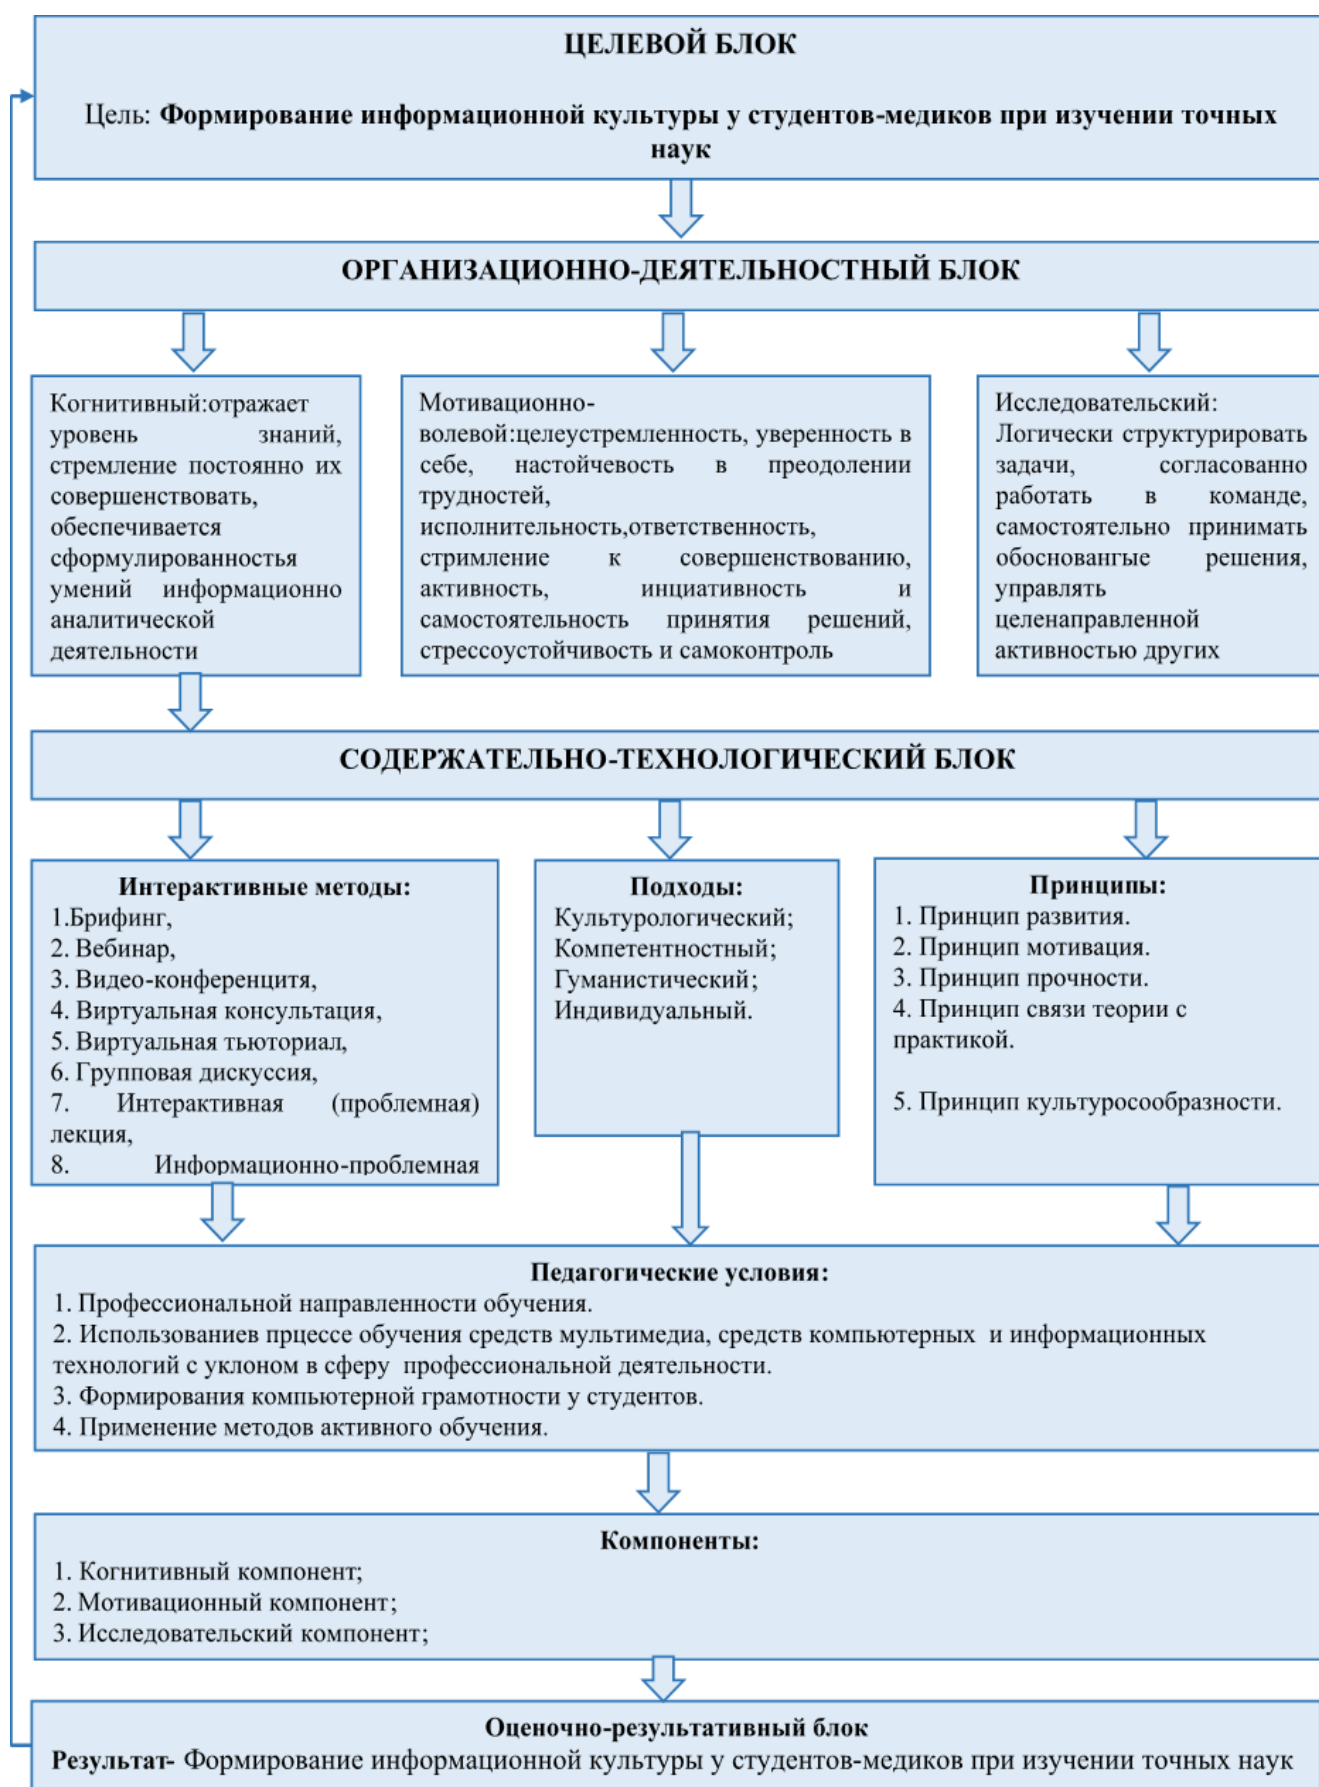 ЦЕЛЕВОЙ БЛОК
Цель: Формирование информационной культуры у студентов-медиков при изучении точных
наук
ОРГАНИЗАЦИОННО-ДЕЯТЕЛЬНОСТНЫЙ БЛОК
Когнитивный:отражает
уровень знаний,
стремление постоянно их
совершенствовать,
обеспечивается
сформулированностья
умений информационно
аналитической
деятельности
Мотивационно-
волевой:целеустремленность, уверенность в
себе, настойчевость в преодолении
трудностей,
исполнительность,ответственность,
стримление к совершенствованию,
активность, инциативность и
самостоятельность принятия решений,
стрессоустойчивость и самоконтроль
Исследовательский:
Логически структурировать
задачи, согласованно
работать в команде,
самостоятельно принимать
обоснвангые решения,
управлять
целенаправленной
активностью других
СОДЕРЖАТЕЛЬНО-ТЕХНОЛОГИЧЕСКИЙ БЛОК
Интерактивные методы:
1.Брифинг,
2. Вебинар,
3. Видео-конференцитя,
4. Виртуальная консультация,
5. Виртуальная тьюториал,
6. Групповая дискуссия,
7. Интерактивная (проблемная)
лекция,
8. Информационно-проблемная
Подходы:
Культурологический;
Компетентностный;
Гуманистический;
Индивидуальный.
Принципы:
1. Принцип развития.
2. Принцип мотивация.
3. Принцип прочности.
4. Принцип связи теории с
практикой.
5. Принцип культуросообразности.
Педагогические условия:
1. Профессиональной направленности обучения.
2. Использованиев прцессе обучения средств мультимедиа, средств компьютерных и информационных
технологий с уклоном в сферу профессиональной деятельности.
3. Формирования компьютерной грамотности у студентов.
4. Применение методов активного обучения.
Компоненты:
1. Когнитивный компонент;
2. Мотивационный компонент;
3. Исследовательский компонент;
Оценочно-результативный блок
Результат- Формирование информационной культуры у студентов-медиков при изучении точных наук